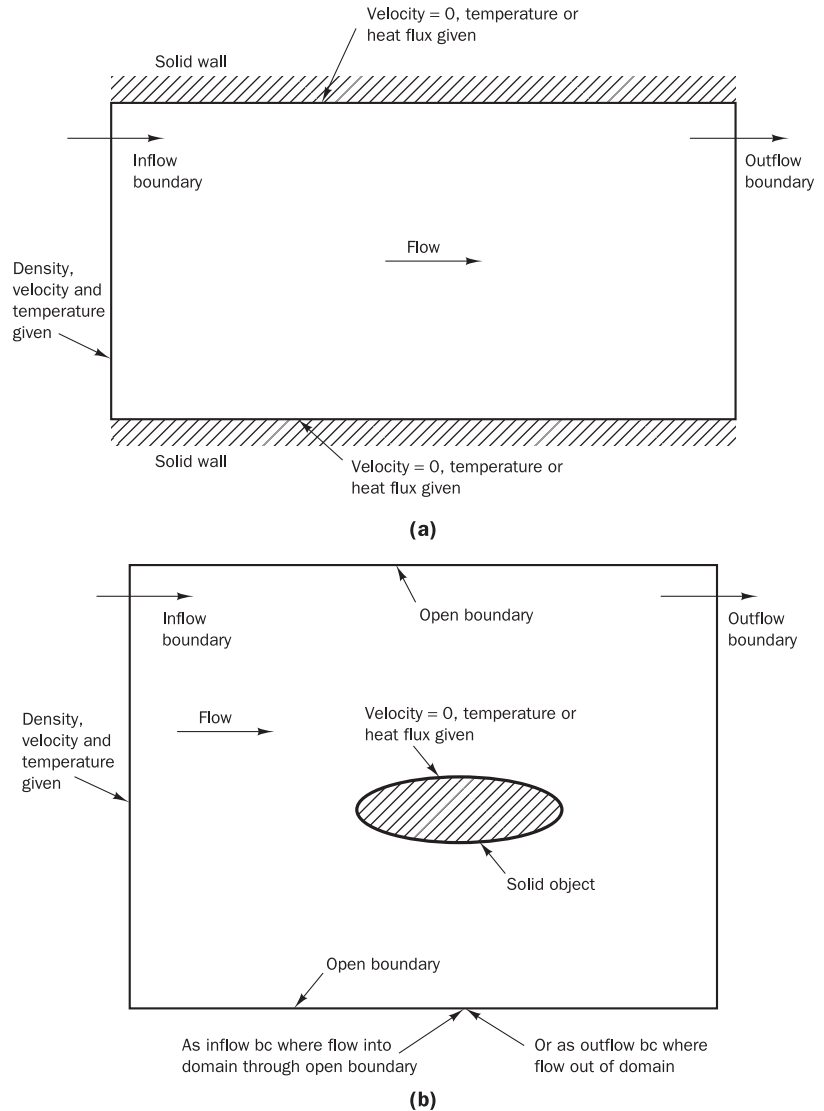 Velocity = 0, temperature or
heat flux given
Solid wall
Inflow
boundary
Outflow
boundary
Flow
Density,
velocity and
temperature
given
Solid wall
Velocity = 0, temperature or
heat flux given
(a)
Open boundary
Inflow
boundary
Outflow
boundary
Density,
velocity and
temperature
given
Flow
Velocity = 0, temperature or
heat flux given
Solid object
Open boundary
As inflow bc where flow into
domain through open boundary
Or as outflow bc where
flow out of domain
(b)